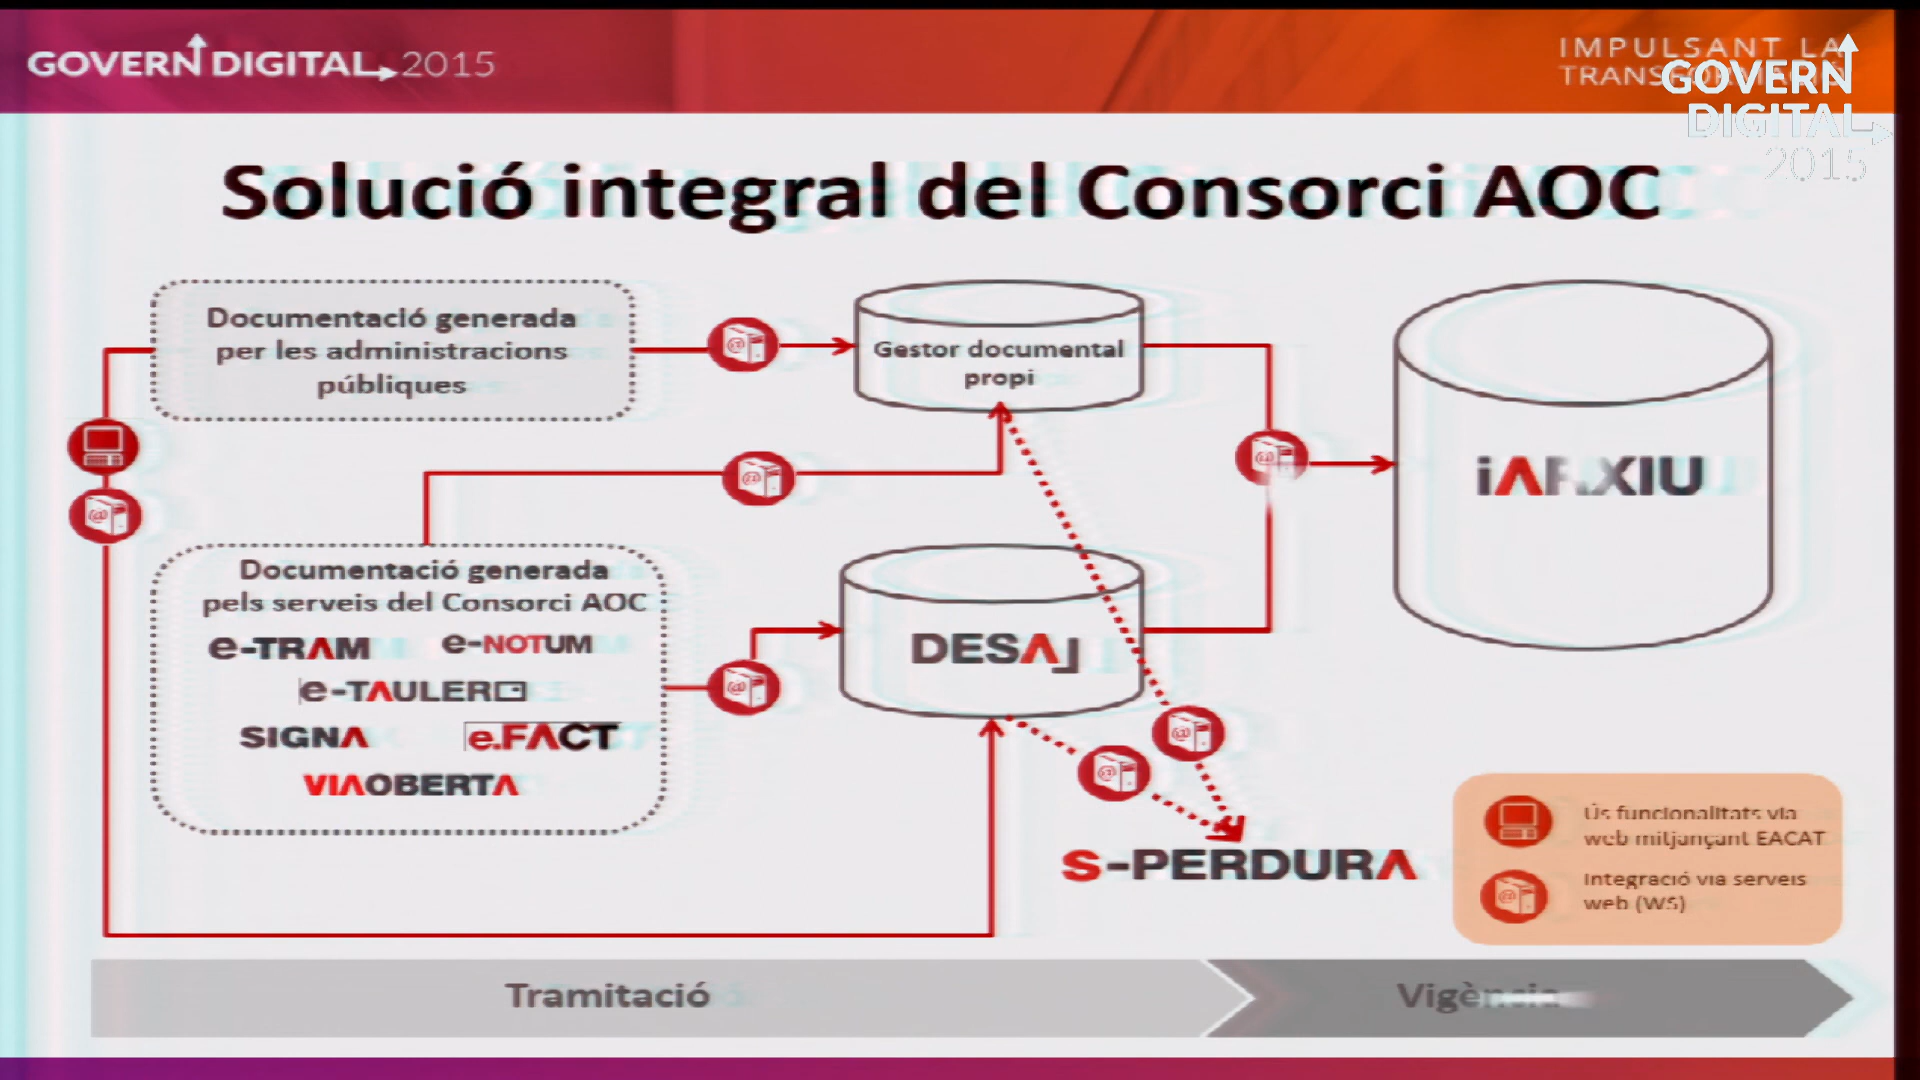 GOVERN DIGITAL 2015
IMPULSANT LA
GOVERN
DIGITAL
2015
Solució integral del Consorci AOC
Documentació generada
per les administracions
públiques
Gestor documental
propi
iARXIU
Documentació generada
pels serveis del Consorci AOC
e-TRAM e-NOTUM
e-TAULER
SIGNA e.FACT
VIAOBERTA
DESA'L
S-PERDURA
Ús funcionalitats via
web mitjançant EACAT
Integració via serveis
web (WS)
Tramitació
Vigència